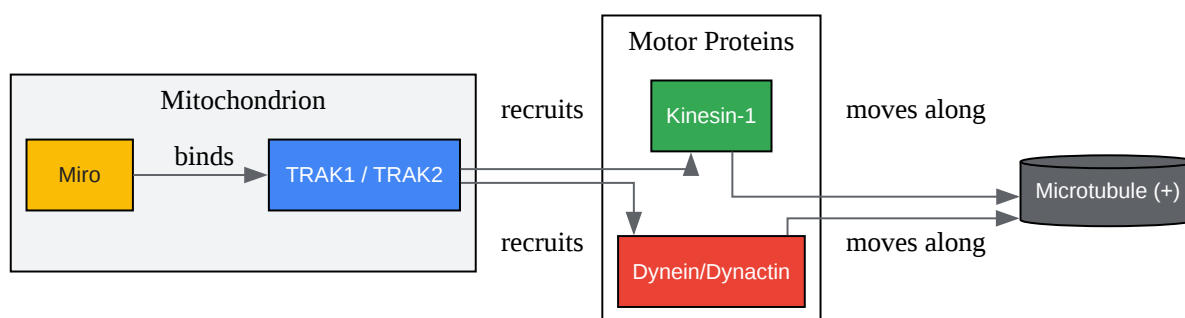 Motor Proteins
Mitochondrion
recruits
Kinesin-1
moves along
Miro
binds
TRAK1 / TRAK2
Microtubule (+)
recruits
Dynein/Dynactin
moves along